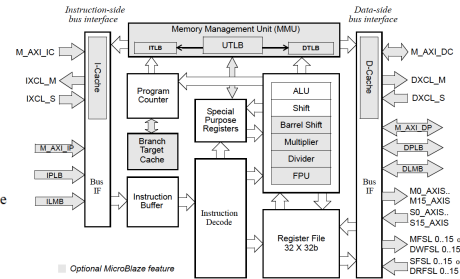 Instruction-side
bus interface
Data-side
bus interface
Memory Management Unit (MMU)
ITLB
UTLB
DTLB
M_AXI_IC
IXCL_M
IXCL_S
I-Cache
D-Cache
M_AXI_DC
DXCL_M
DXCL_S
Program
Counter
Special
Purpose
Registers
ALU
Shift
Barrel Shift
Multiplier
Divider
FPU
Branch
Target
Cache
M_AXI_IP
IPLB
ILMB
Bus
IF
Instruction
Buffer
Instruction
Decode
Register File
32 X 32b
Bus
IF
M_AXI_DP
DPLB
DLMB
M0_AXIS..
M15_AXIS
S0_AXIS..
S15_AXIS
MFSL 0..15 o
DWFSL 0..15
SFSL 0..15 o
DRFSL 0..15
e
Optional MicroBlaze feature